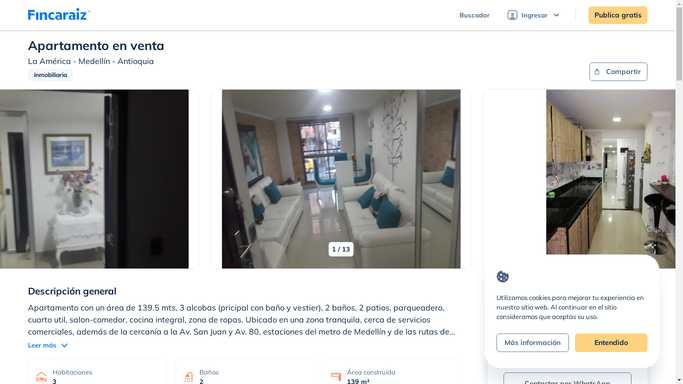 Fincaraiz
Buscador
Ingresar
Publica gratis
Apartamento en venta
La América - Medellín - Antioquia
Inmobiliaria
Compartir
1 / 13
Descripción general
Apartamento con un área de 139.5 mts, 3 alcobas (pricipal con baño y vestier), 2 baños, 2 patios, parqueadero,
cuarto util, salon-comedor, cocina integral, zona de ropas. Ubicado en una zona tranquila, cerca de servicios
comerciales, además de la cercanía a la Av. San Juan y Av. 80, estaciones del metro de Medellín y de las rutas de...
Leer más
Habitaciones
3
Baños
2
Área construida
139 m²
Utilizamos cookies para mejorar tu experiencia en
nuestro sitio web. Al continuar en el sitio
consideramos que aceptas su uso.
Más información
Entendido
Contactar por WhatsApp